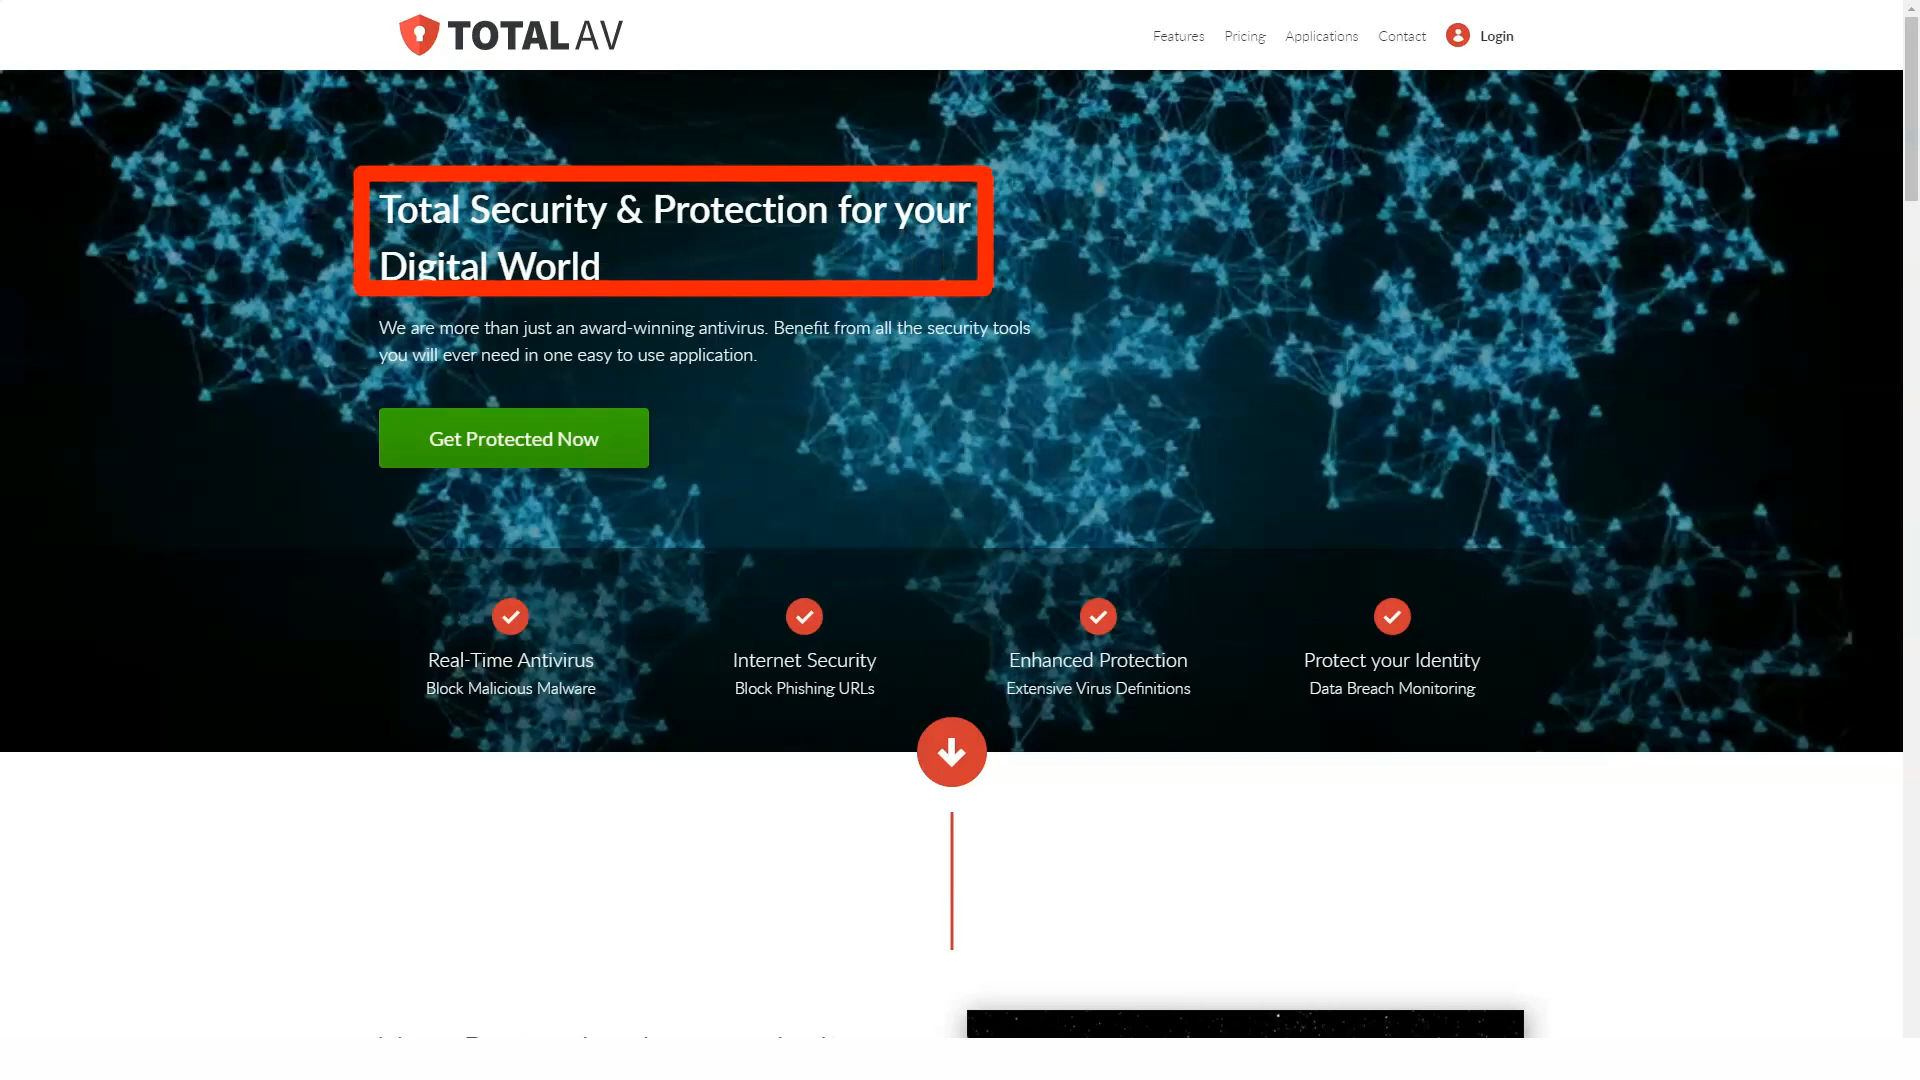 TOTAL AV
Features
Pricing
Applications
Contact
Login
Total Security & Protection for your
Digital World
We are more than just an award-winning antivirus. Benefit from all the security tools
you will ever need in one easy to use application.
Get Protected Now
Real-Time Antivirus
Block Malicious Malware
Internet Security
Block Phishing URLs
Enhanced Protection
Extensive Virus Definitions
Protect your Identity
Data Breach Monitoring